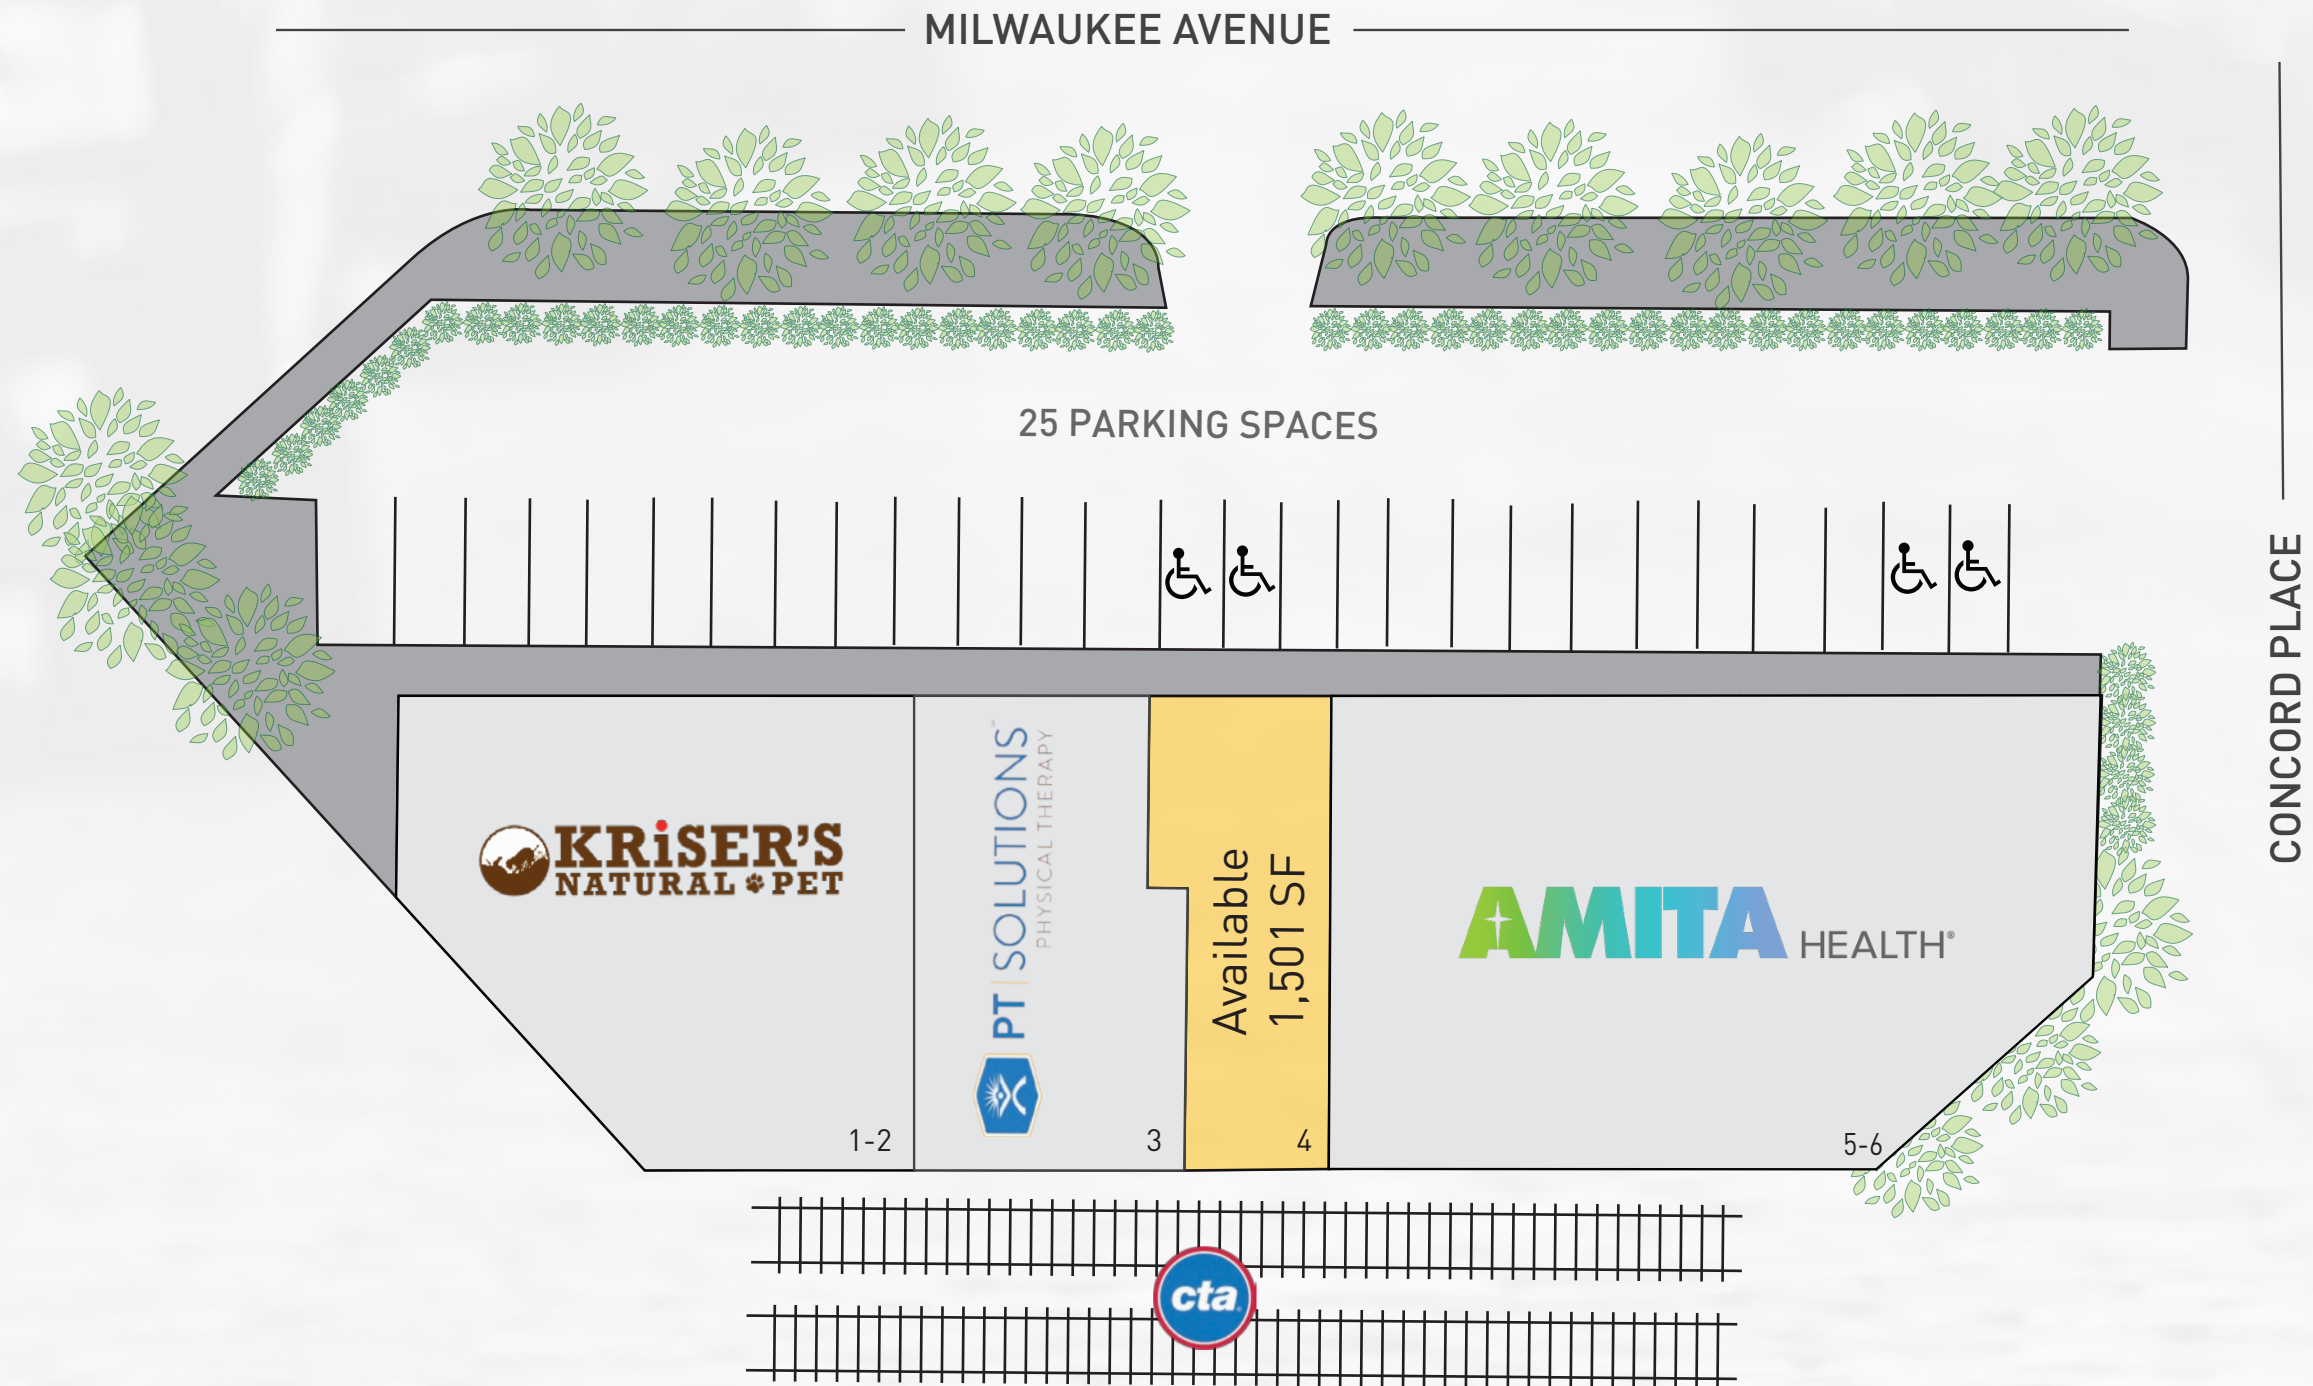 MILWAUKEE AVENUE
25 PARKING SPACES
CONCORD PLACE
KRiSER'S
NATURAL PET
1-2
PT | SOLUTIONS™
PHYSICAL THERAPY
3
Available
1,501 SF
4
AMITA HEALTH®
5-6
cta